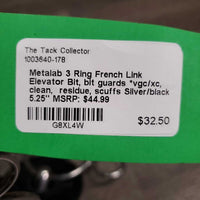 The Tack Collector
1003640-178
Metalab 3 Ring French Link
Elevator Bit, bit guards *vgc/xc,
clean, residue, scuffs Silver/black
5.25" MSRP: $44.99
G8XL4W
$32.50